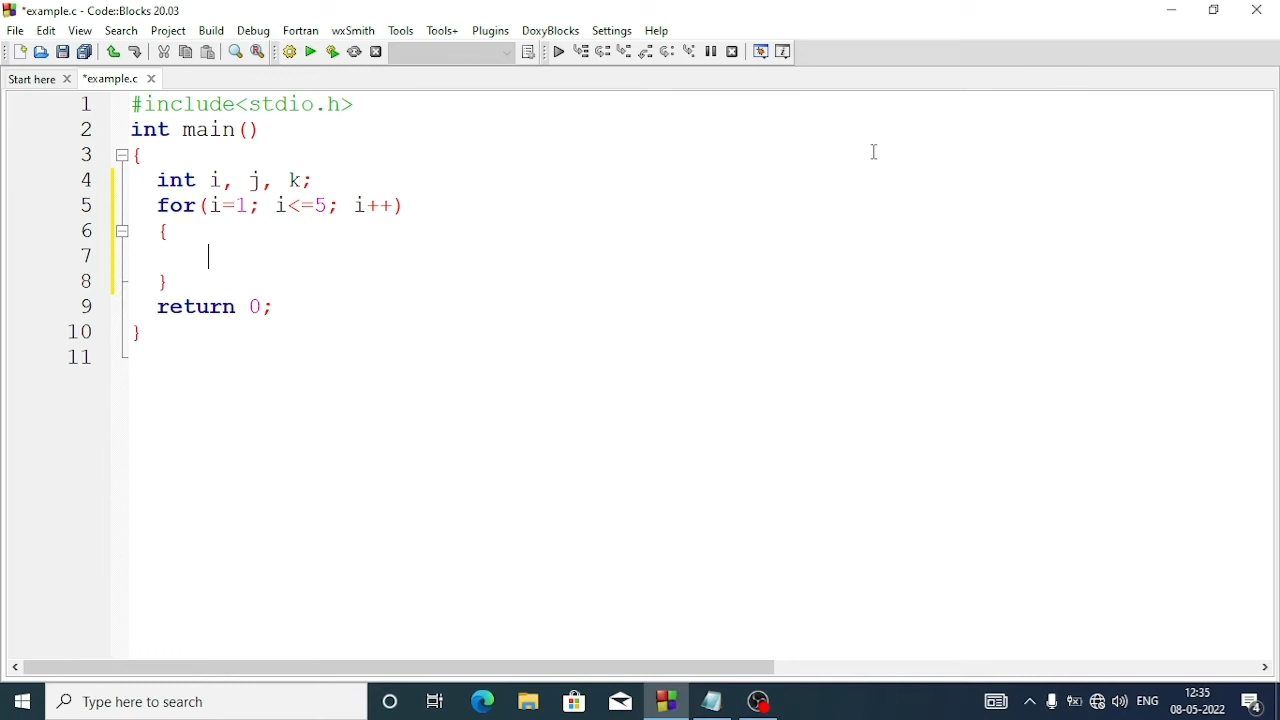 *example.c - Code::Blocks 20.03
File Edit View Search Project Build Debug Fortran wxSmith Tools Tools+ Plugins DoxyBlocks Settings Help
Start here *example.c
1 #include<stdio.h>
2 int main()
3 {
4 int i, j, k;
5 for(i=1; i<=5; i++)
6 {
7
8 }
9 return 0;
10 }
11
Type here to search
ENG
12:35
08-05-2022
4